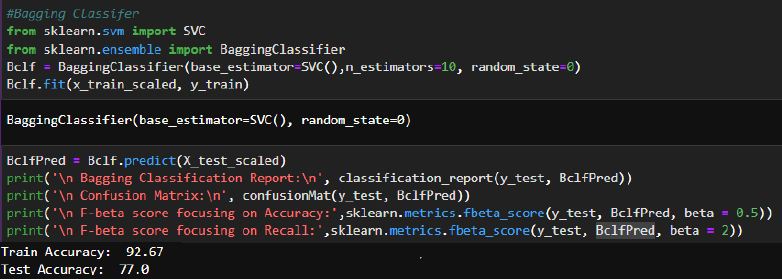 #Bagging Classifer
from sklearn.svm import SVC
from sklearn.ensemble import BaggingClassifier
Bclf = BaggingClassifier(base_estimator=SVC(),n_estimators=10, random_state=0)
Bclf.fit(x_train_scaled, y_train)
BaggingClassifier(base_estimator=SVC(), random_state=0)
BclfPred = Bclf.predict(X_test_scaled)
print('\n Bagging Classification Report:\n', classification_report(y_test, BclfPred))
print('\n Confusion Matrix:\n', confusionMat(y_test, BclfPred))
print('\n F-beta score focusing on Accuracy:',sklearn.metrics.fbeta_score(y_test, BclfPred, beta = 0.5))
print('\n F-beta score focusing on Recall:',sklearn.metrics.fbeta_score(y_test, BclfPred, beta = 2))
Train Accuracy:  92.67
Test Accuracy:  77.0